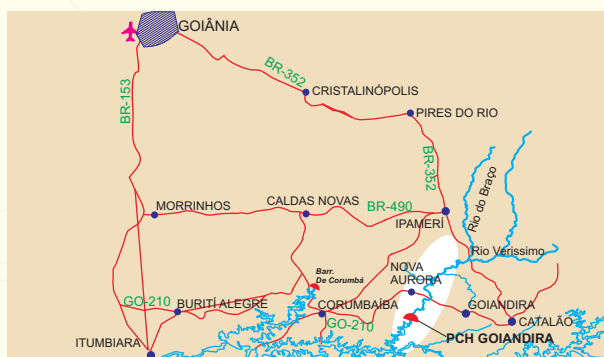 GOIÂNIA
BR-352
CRISTALINÓPOLIS
BR-153
PIRES DO RIO
BR-352
Rio do Braço
MORRINHOS
CALDAS NOVAS
BR-490
IPAMERÍ
Rio Veríssimo
Barr.
De Corumbá
NOVA
AURORA
GO-210
BURITI ALEGRE
CORUMBAÍBA
GOIANDIRA
GO-210
CATALÃO
PCH GOIANDIRA
ITUMBIARA